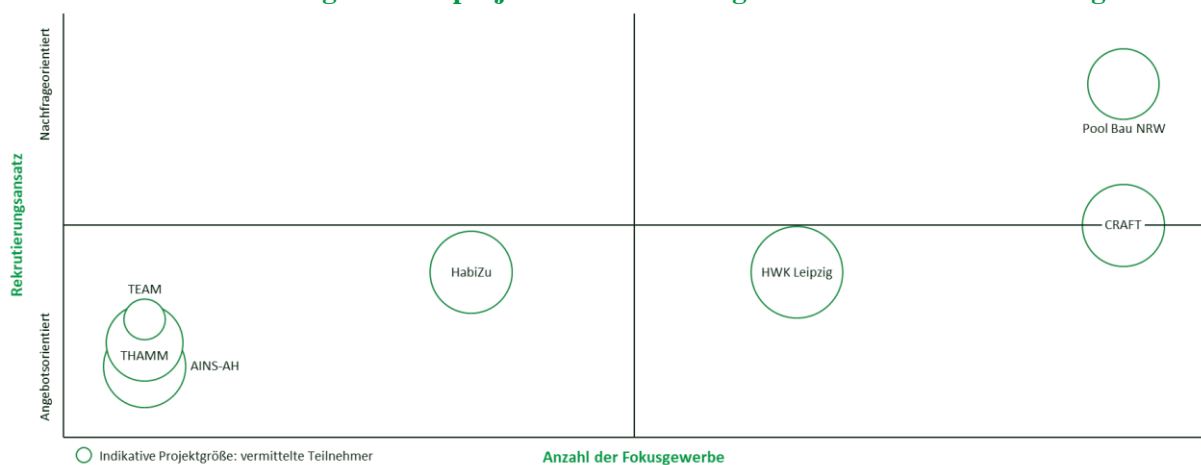 Nachfrageorientiert
Pool Bau NRW
Rekrutierungsansatz
CRAFT
HabiZu
HWK Leipzig
TEAM
THAMM
AINS-AH
Angebotsorientiert
Indikative Projektgröße: vermittelte Teilnehmer
Anzahl der Fokusgewerbe